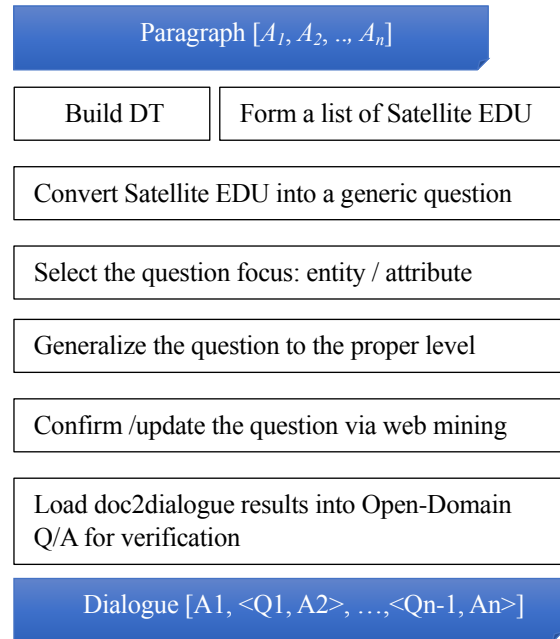 Paragraph [A1, A2, .., An]
Build DT
Form a list of Satellite EDU
Convert Satellite EDU into a generic question
Select the question focus: entity / attribute
Generalize the question to the proper level
Confirm /update the question via web mining
Load doc2dialogue results into Open-Domain
Q/A for verification
Dialogue [A1, <Q1, A2>, …,<Qn-1, An>]